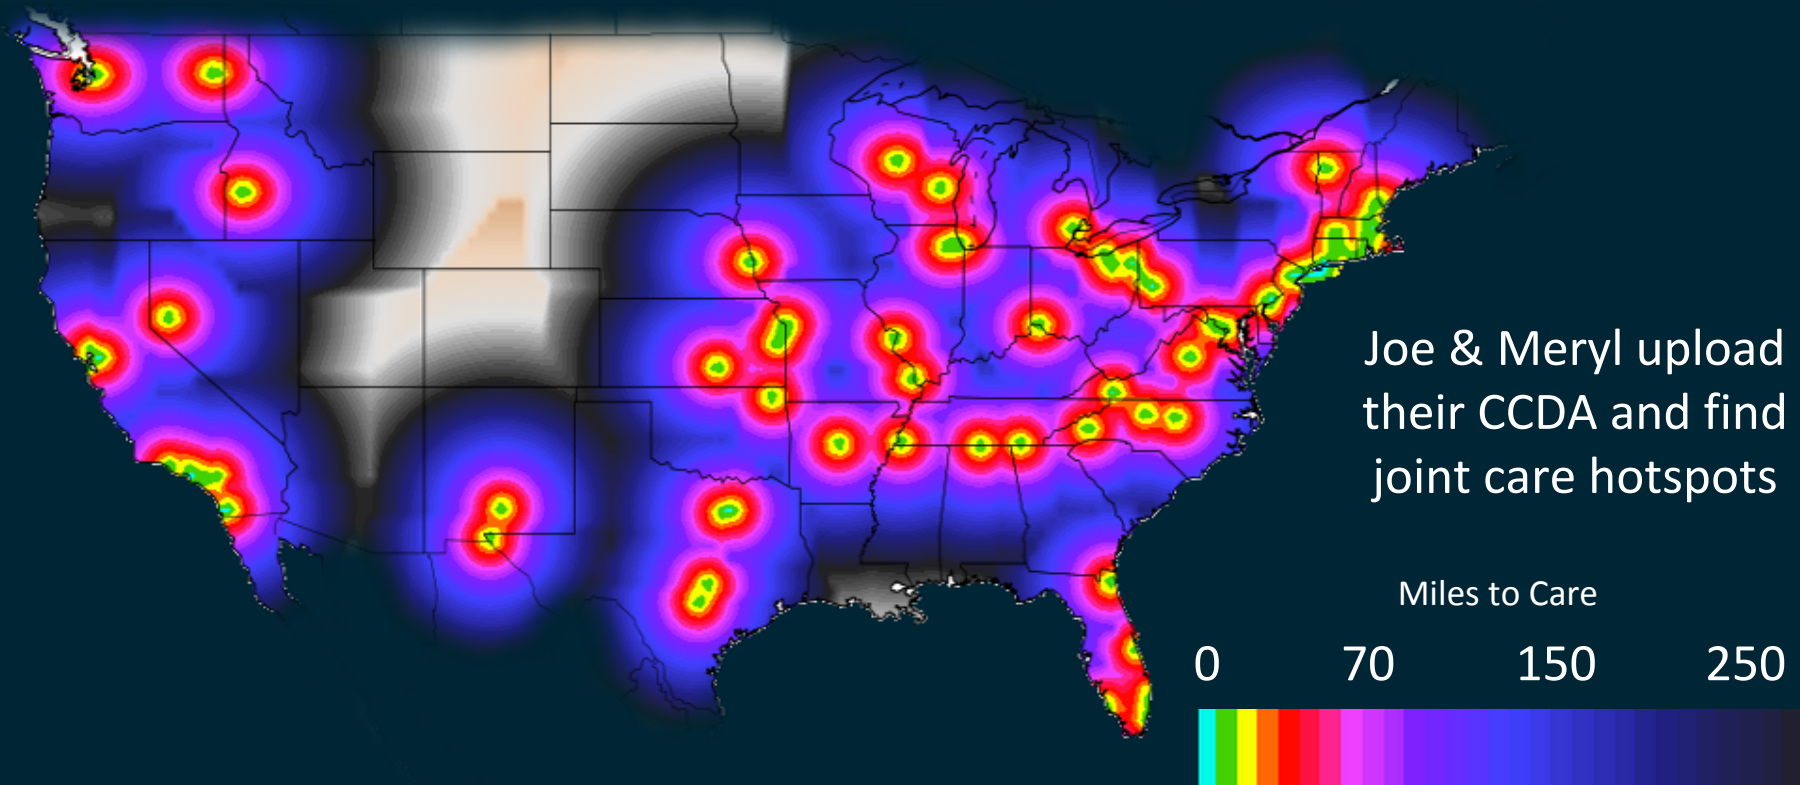 Joe & Meryl upload
their CCDA and find
joint care hotspots
Miles to Care
0 70 150 250